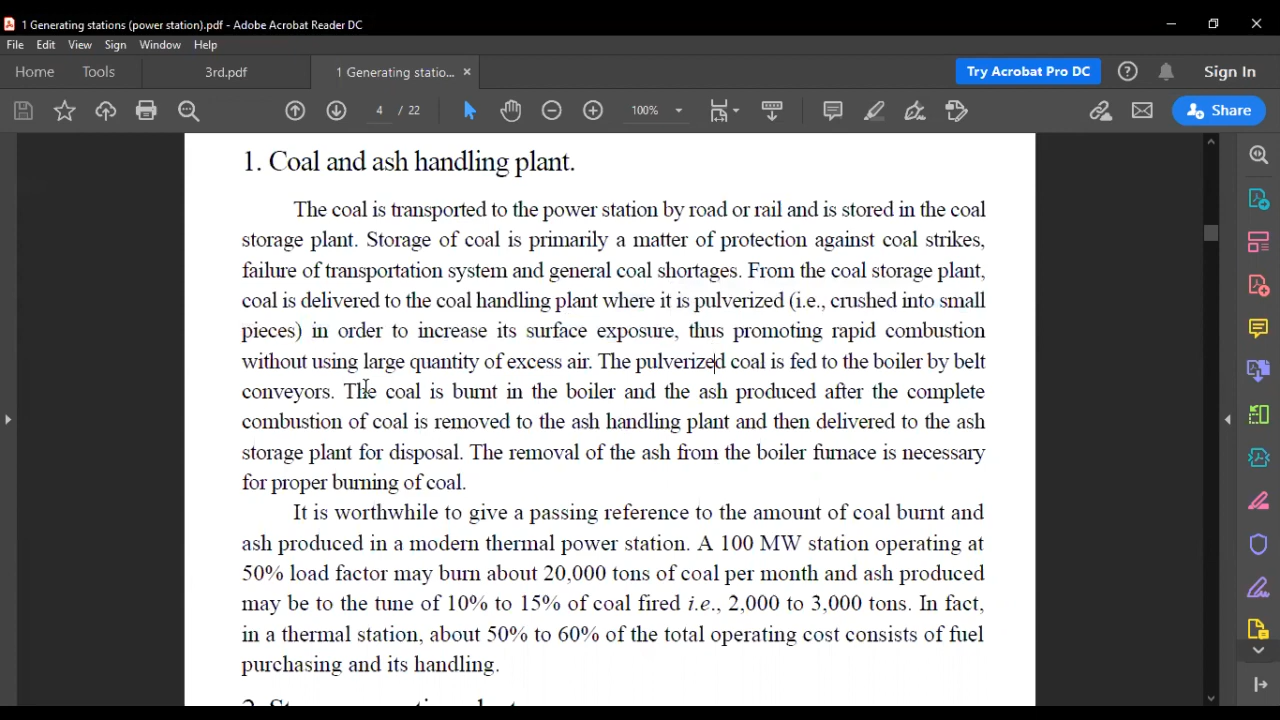 1 Generating stations (power station).pdf - Adobe Acrobat Reader DC
File Edit View Sign Window Help
Home Tools 3rd.pdf 1 Generating statio... × Try Acrobat Pro DC Sign In
4 / 22 100% Share
1. Coal and ash handling plant.
The coal is transported to the power station by road or rail and is stored in the coal
storage plant. Storage of coal is primarily a matter of protection against coal strikes,
failure of transportation system and general coal shortages. From the coal storage plant,
coal is delivered to the coal handling plant where it is pulverized (i.e., crushed into small
pieces) in order to increase its surface exposure, thus promoting rapid combustion
without using large quantity of excess air. The pulverized coal is fed to the boiler by belt
conveyors. The coal is burnt in the boiler and the ash produced after the complete
combustion of coal is removed to the ash handling plant and then delivered to the ash
storage plant for disposal. The removal of the ash from the boiler furnace is necessary
for proper burning of coal.
It is worthwhile to give a passing reference to the amount of coal burnt and
ash produced in a modern thermal power station. A 100 MW station operating at
50% load factor may burn about 20,000 tons of coal per month and ash produced
may be to the tune of 10% to 15% of coal fired i.e., 2,000 to 3,000 tons. In fact,
in a thermal station, about 50% to 60% of the total operating cost consists of fuel
purchasing and its handling.